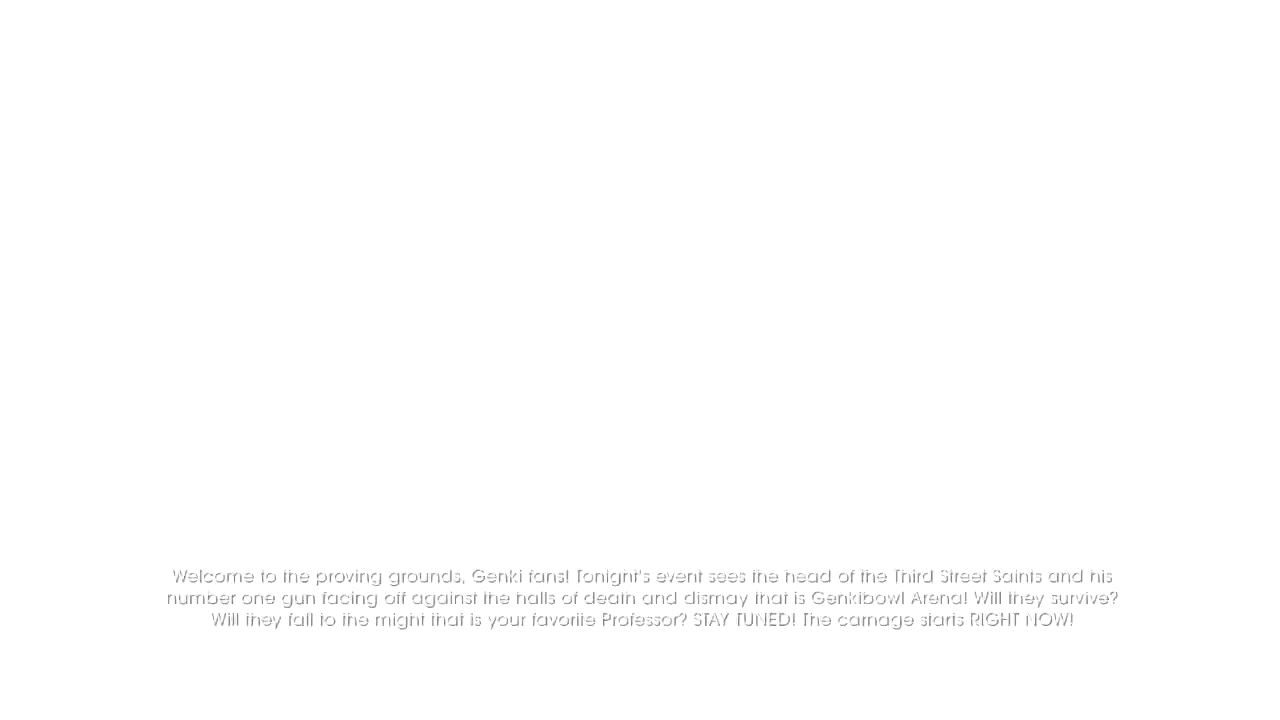 Welcome to the proving grounds, Genki fans! Tonight's event sees the head of the Third Street Saints and his
number one gun facing off against the halls of death and dismay that is Genkibowl Arena! Will they survive?
Will they fall to the might that is your favorite Professor? STAY TUNED! The carnage starts RIGHT NOW!